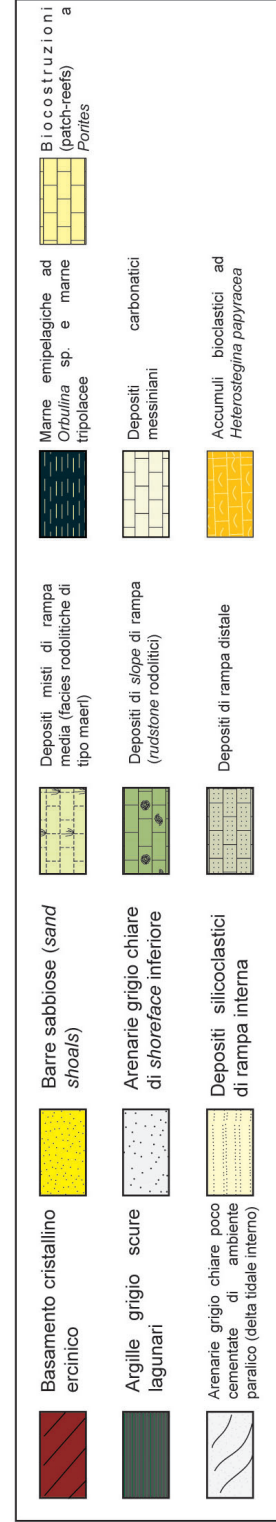 Basamento cristallino
ercinico
Argille grigio scure
lagunari
Arenarie grigio chiare poco
cementate di ambiente
paralico (delta tidale interno)
Barre sabbiose (sand
shoals)
Arenarie grigio chiare
di shoreface inferiore
Depositi silicoclastici
di rampa interna
Depositi misti di rampa
media (facies rodolitiche di
tipo maerl)
Depositi di slope di rampa
(rudstone rodolitici)
Depositi di rampa distale
Marne emipelagiche ad
Orbulina sp. e marne
tripolacee
Depositi carbonatici
messiniani
Accumuli bioclastici ad
Heterostegina papyracea
Biocostruzioni
(patch-reefs) a
Porites